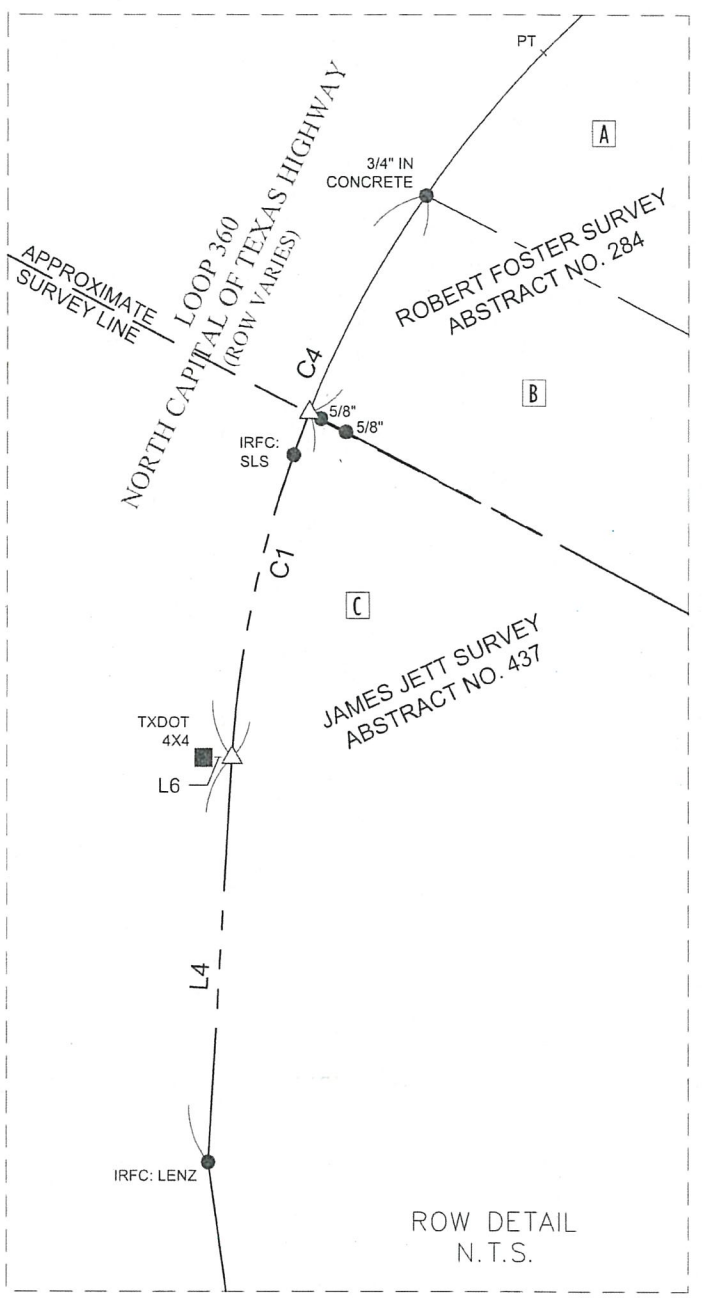 PT
A
3/4" IN
CONCRETE
LOOP 360
NORTH CAPITAL OF TEXAS HIGHWAY
(ROW VARIES)
ROBERT FOSTER SURVEY
ABSTRACT NO. 284
APPROXIMATE
SURVEY LINE
C4
B
5/8"
5/8"
IRFC:
SLS
C1
C
JAMES JETT SURVEY
ABSTRACT NO. 437
TXDOT
4X4
L6
L4
IRFC: LENZ
ROW DETAIL
N.T.S.